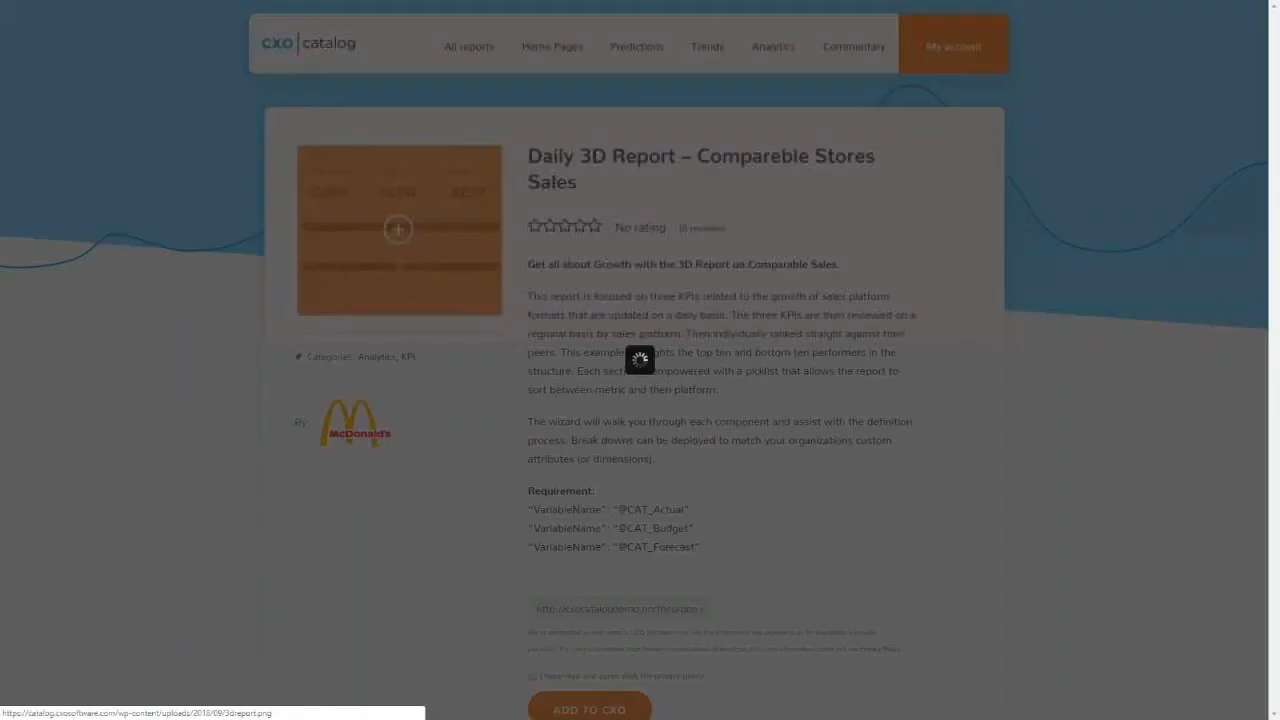 cxo catalog
All reports Home Pages Predictions Trends Analytics Commentary My account
Daily 3D Report – Compareble Stores
Sales
No rating
Get all about Growth with the 3D Report on Comparable Sales.
This report is focused on three KPIs related to the growth of sales platform
formats that are updated on a daily basis. The three KPIs are then reviewed on a
regional basis by sales platform. Then individually ranked straight against their
peers. This example the top ten and bottom ten performers in the
structure. Each empowered with a picklist that allows the report to
sort between metric and then platform.
Categories: Analytics, KPI
By McDonald's
The wizard will walk you through each component and assist with the definition
process. Break downs can be deployed to match your organizations custom
attributes (or dimensions).
Requirement:
"VariableName": "@CAT_Actual"
"VariableName": "@CAT_Budget"
"VariableName": "@CAT_Forecast"
I have read and agree with the privacy policy
ADD TO CXO
https://catalog.cxosoftware.com/wp-content/uploads/2018/09/3dreport.png